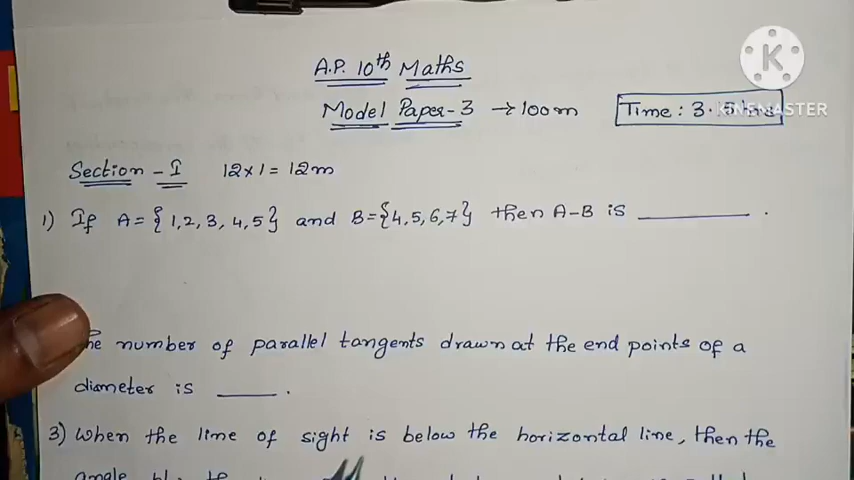 A.P. 10th Maths
Model Paper-3 → 100m
Time: 3.
KINEMASTER
Section - I 12×1 = 12m
1) If A = {1,2,3,4,5} and B={4,5,6,7} then A-B is ________ .
number of parallel tangents drawn at the end points of a
diameter is _____ .
3) When the line of sight is below the horizontal line, then the
angle